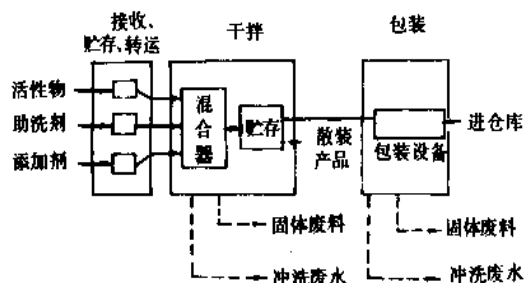 接收、
贮存、转运
干拌
包装
活性物
助洗剂
添加剂
混
合
器
贮存
散装
产品
包装设备
进仓库
固体废料
冲洗废水
固体废料
冲洗废水